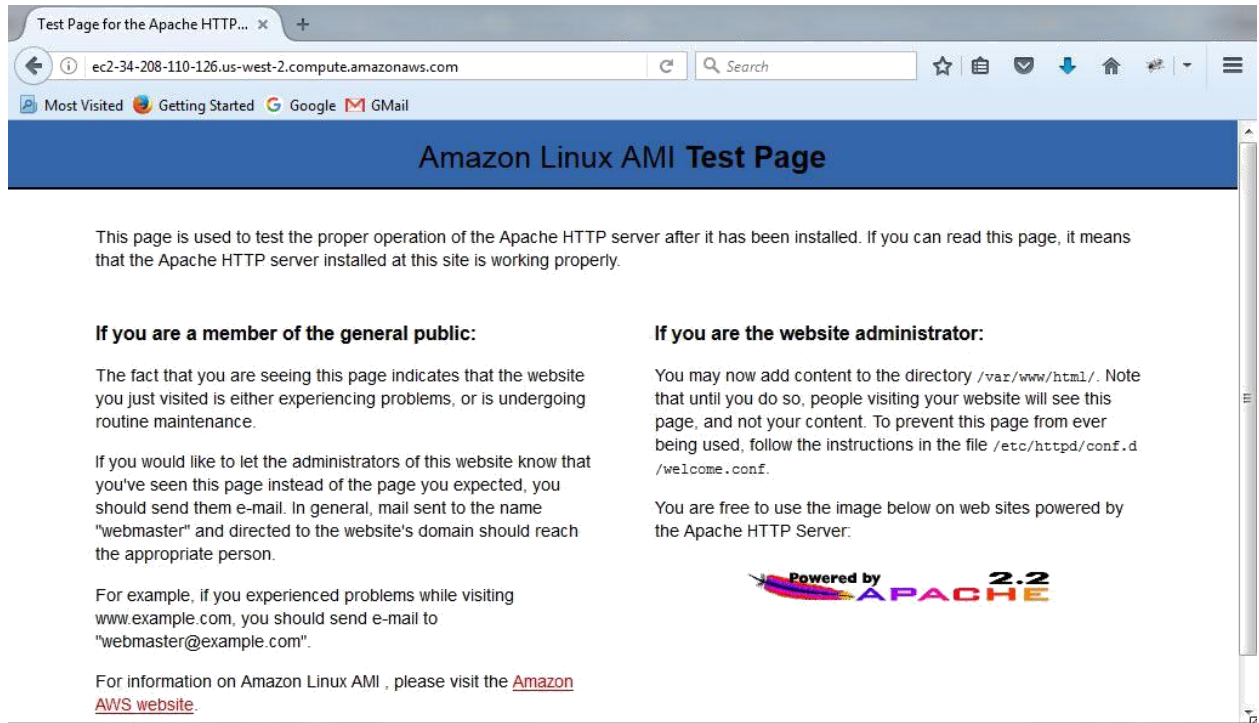 Test Page for the Apache HTTP...
ec2-34-208-110-126.us-west-2.compute.amazonaws.com
Search
Most Visited Getting Started Google GMail
Amazon Linux AMI Test Page
This page is used to test the proper operation of the Apache HTTP server after it has been installed. If you can read this page, it means
that the Apache HTTP server installed at this site is working properly.
If you are a member of the general public:
The fact that you are seeing this page indicates that the website
you just visited is either experiencing problems, or is undergoing
routine maintenance.
If you would like to let the administrators of this website know that
you've seen this page instead of the page you expected, you
should send them e-mail. In general, mail sent to the name
"webmaster" and directed to the website's domain should reach
the appropriate person.
For example, if you experienced problems while visiting
www.example.com, you should send e-mail to
"webmaster@example.com".
For information on Amazon Linux AMI , please visit the Amazon
AWS website.
If you are the website administrator:
You may now add content to the directory /var/www/html/. Note
that until you do so, people visiting your website will see this
page, and not your content. To prevent this page from ever
being used, follow the instructions in the file /etc/httpd/conf.d
/welcome.conf.
You are free to use the image below on web sites powered by
the Apache HTTP Server:
Powered by 2.2
APACHE